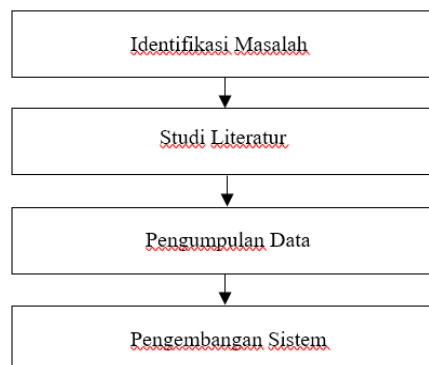 Identifikasi Masalah
Studi Literatur
Pengumpulan Data
Pengembangan Sistem